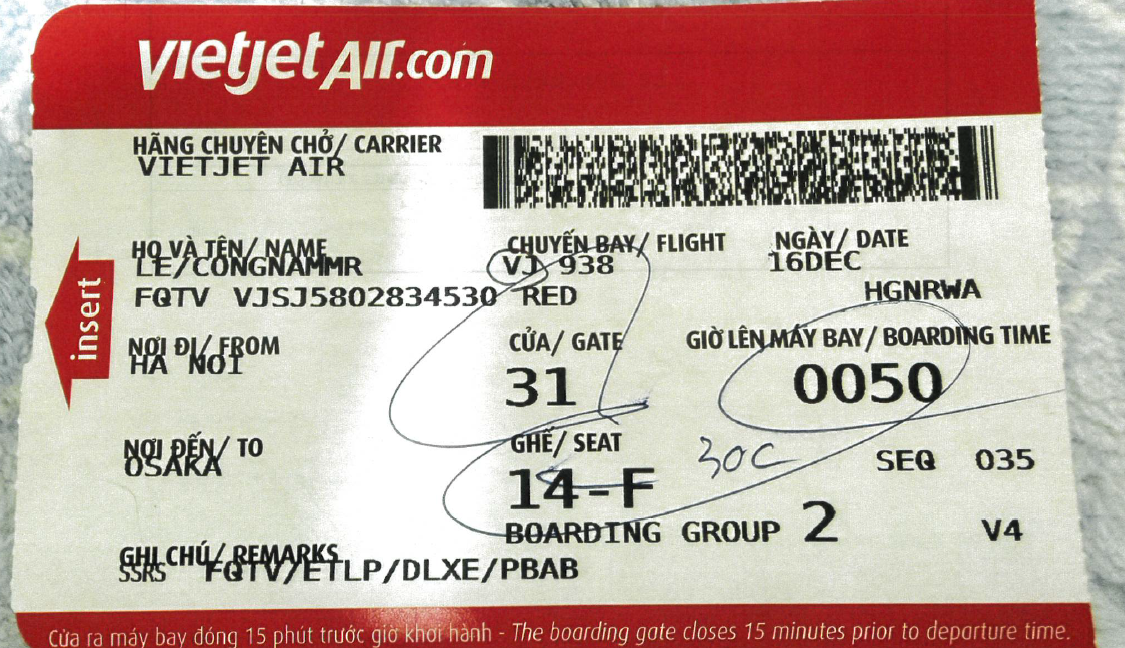 vietjetAir.com
HÃNG CHUYÊN CHỞ/ CARRIER
VIETJET AIR
HỌ VÀ TÊN/ NAME
LE/CONGNAMMR
CHUYẾN BAY/ FLIGHT
VJ 938
NGÀY/ DATE
16DEC
FQTV VJSJ5802834530 RED
HGNRWA
insert
NƠI ĐI/ FROM
HA NOI
CỬA/ GATE
31
GIỜ LÊN MÁY BAY/ BOARDING TIME
0050
NƠI ĐẾN/ TO
OSAKA
GHẾ/ SEAT
14-F
30C
SEQ 035
BOARDING GROUP 2
V4
GHI CHÚ/ REMARKS
SSRS FQTV/ETLP/DLXE/PBAB
Cửa ra máy bay đóng 15 phút trước giờ khởi hành - The boarding gate closes 15 minutes prior to departure time.